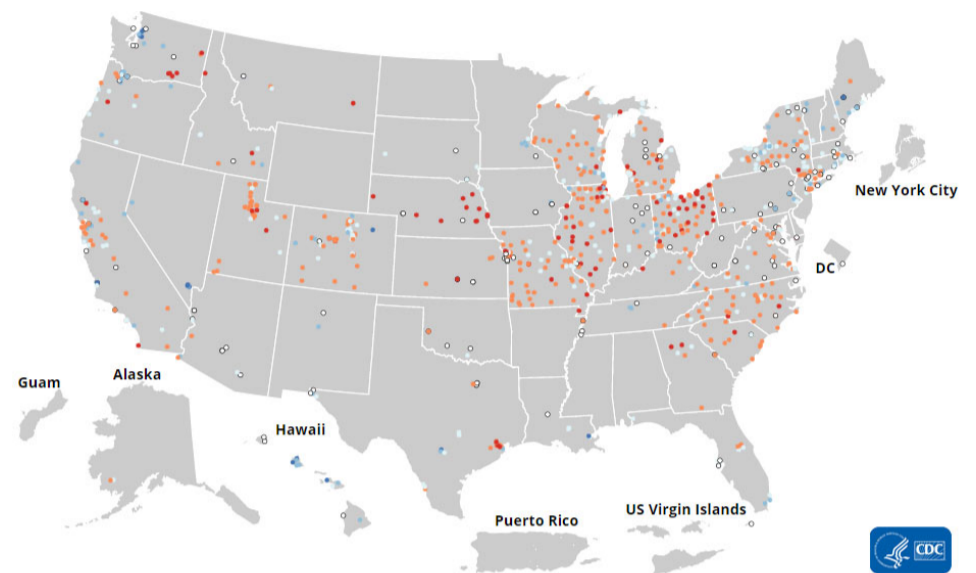 New York City
DC
Guam
Alaska
Hawaii
US Virgin Islands
Puerto Rico
CDC